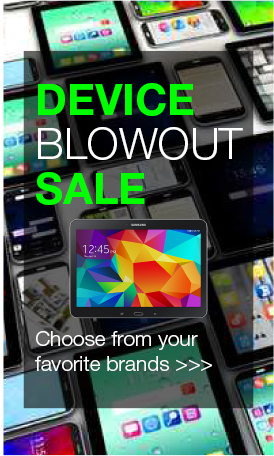 DEVICE
BLOWOUT
SALE
SAMSUNG
12:45
Choose from your
favorite brands >>>